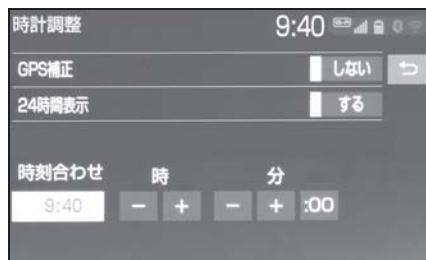 時計調整 9:40
GPS補正 しない
24時間表示 する
時刻合わせ 時 分
9:40 − + − + :00